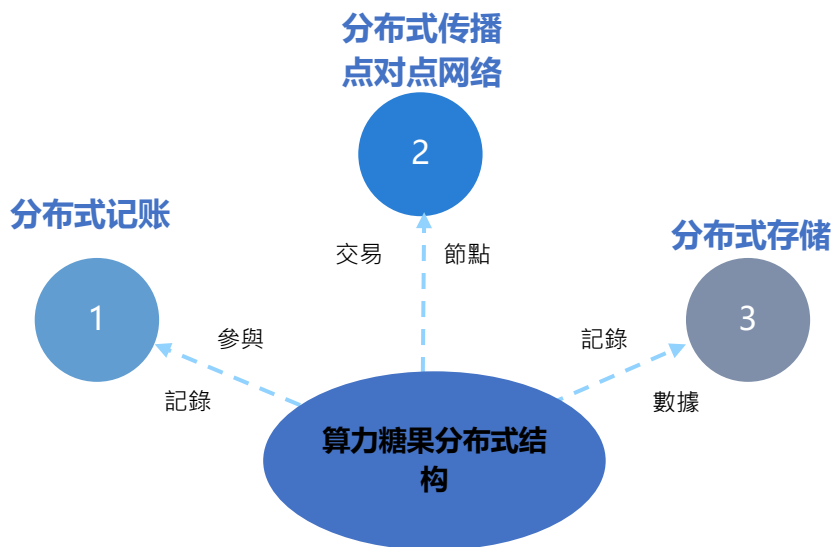 分布式传播
点对点网络
2
分布式记账
交易
節點
分布式存储
1
3
參與
記錄
記錄
數據
算力糖果分布式结
构